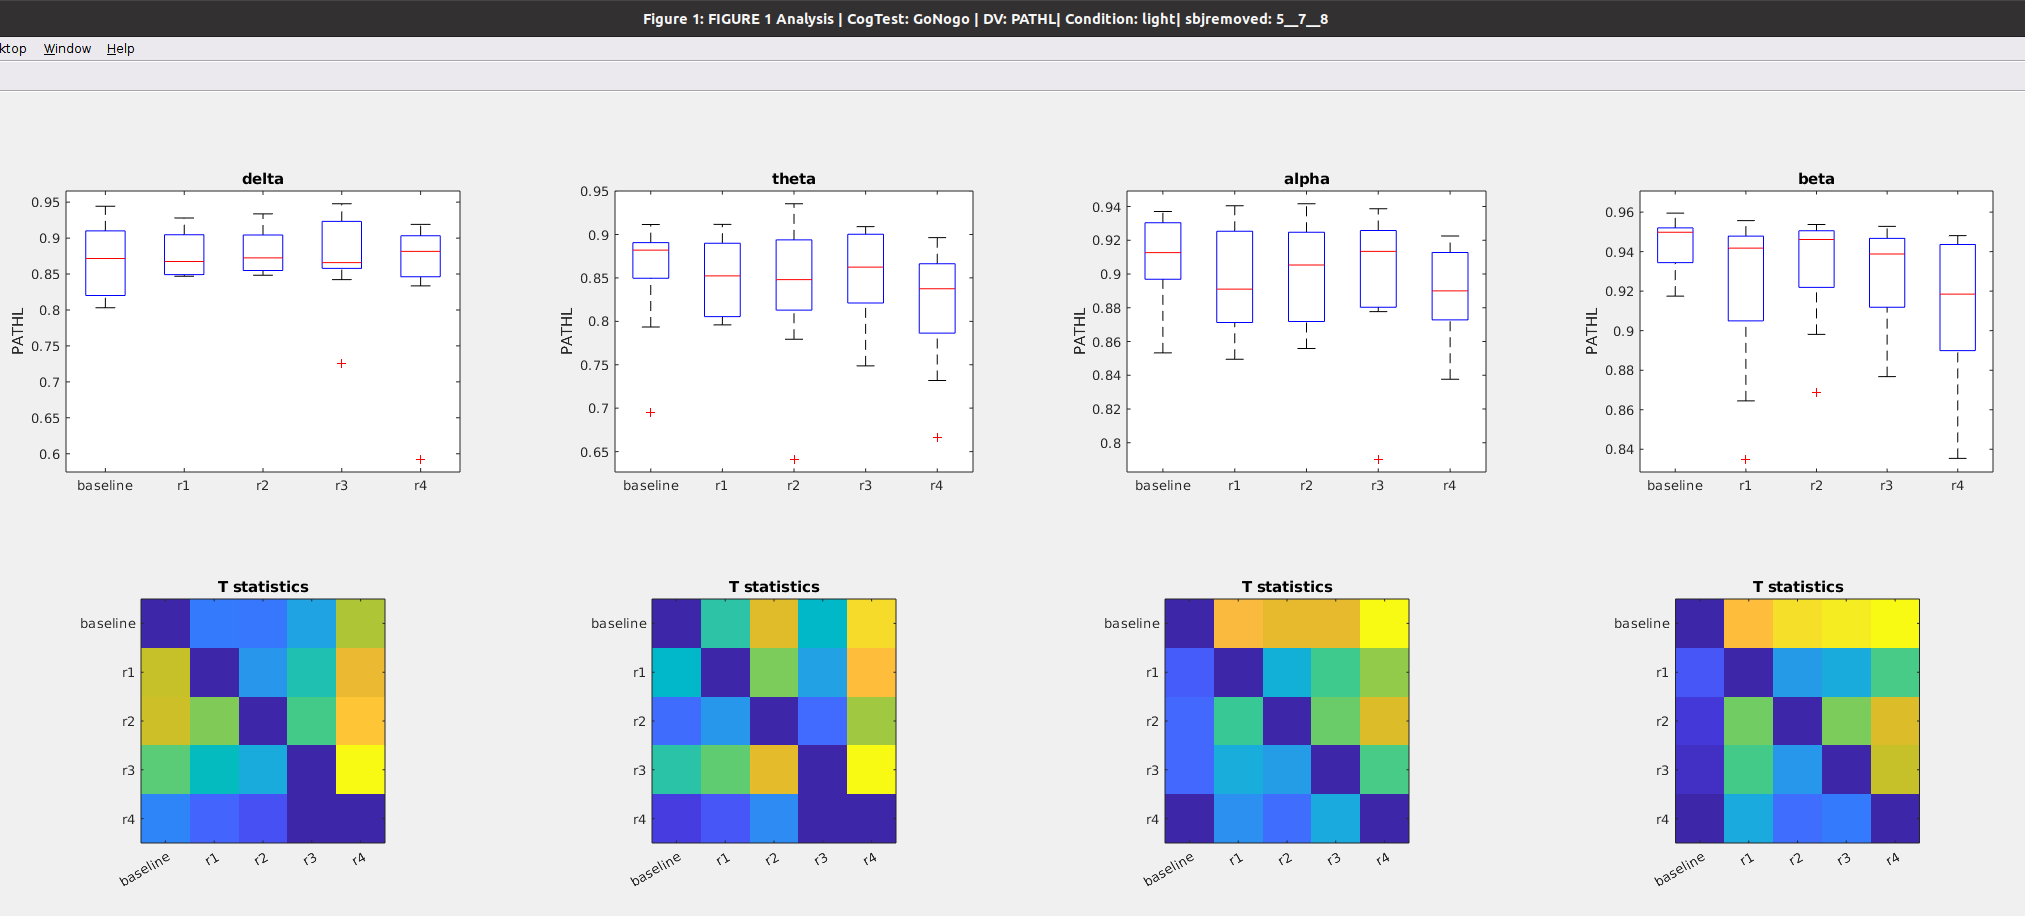 Figure 1: FIGURE 1 Analysis | CogTest: GoNogo | DV: PATHL| Condition: light| sbjremoved: 5__7__8
ktop Window Help
delta
PATHL
0.95
0.9
0.85
0.8
0.75
0.7
0.65
0.6
baseline r1 r2 r3 r4
theta
PATHL
0.95
0.9
0.85
0.8
0.75
0.7
0.65
baseline r1 r2 r3 r4
alpha
PATHL
0.94
0.92
0.9
0.88
0.86
0.84
0.82
0.8
baseline r1 r2 r3 r4
beta
PATHL
0.96
0.94
0.92
0.9
0.88
0.86
0.84
baseline r1 r2 r3 r4
T statistics
baseline
r1
r2
r3
r4
baseline r1 r2 r3 r4
T statistics
baseline
r1
r2
r3
r4
baseline r1 r2 r3 r4
T statistics
baseline
r1
r2
r3
r4
baseline r1 r2 r3 r4
T statistics
baseline
r1
r2
r3
r4
baseline r1 r2 r3 r4